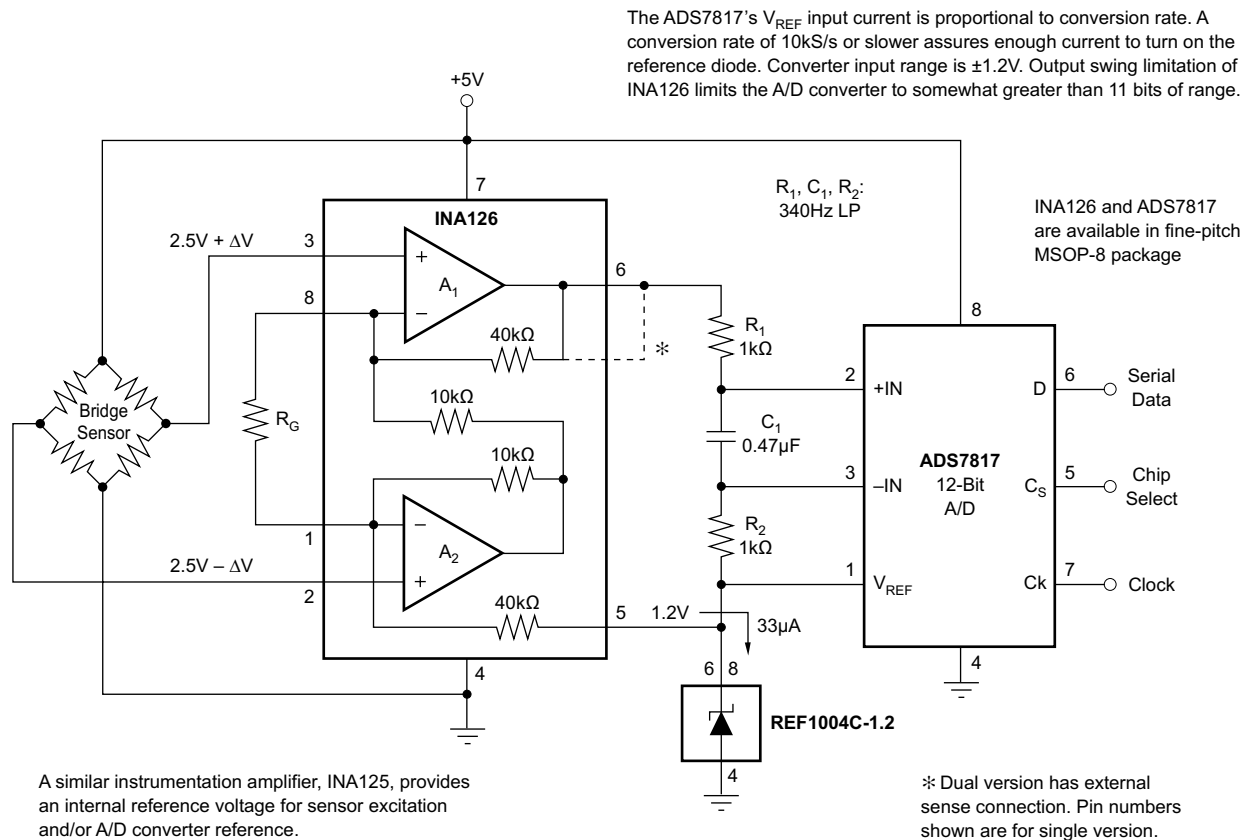 The ADS7817's VREF input current is proportional to conversion rate. A
conversion rate of 10kS/s or slower assures enough current to turn on the
reference diode. Converter input range is ±1.2V. Output swing limitation of
INA126 limits the A/D converter to somewhat greater than 11 bits of range.
+5V
7
R1, C1, R2:
340Hz LP
INA126 and ADS7817
are available in fine-pitch
MSOP-8 package
INA126
2.5V + ΔV
3
+
A1
–
6
8
8
40kΩ
*
R1
1kΩ
10kΩ
RG
Bridge
Sensor
2
+IN
D
6
Serial
Data
C1
0.47µF
10kΩ
ADS7817
12-Bit
A/D
3
–IN
CS
5
Chip
Select
1
–
A2
+
R2
1kΩ
2.5V – ΔV
2
1
VREF
Ck
7
Clock
40kΩ
5
1.2V
33µA
4
4
6
8
REF1004C-1.2
4
A similar instrumentation amplifier, INA125, provides
an internal reference voltage for sensor excitation
and/or A/D converter reference.
* Dual version has external
sense connection. Pin numbers
shown are for single version.